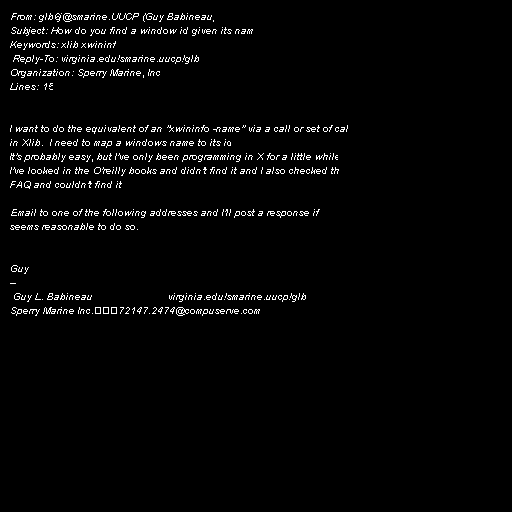 From: glb@j@smarine.UUCP (Guy Babineau,
Subject: How do you find a window id given its nam
Keywords: xlib xwininf
Reply-To: virginia.edu!smarine.uucp!glb
Organization: Sperry Marine, Inc
Lines: 15
I want to do the equivalent of an "xwininfo -name" via a call or set of cal
in Xlib. I need to map a windows name to its id
It's probably easy, but I've only been programming in X for a little while
I've looked in the O'reilly books and didn't find it and I also checked th
FAQ and couldn't find it
Email to one of the following addresses and I'll post a response if
seems reasonable to do so.
Guy
--
Guy L. Babineau virginia.edu!smarine.uucp!glb
Sperry Marine Inc.□□□72147.2474@compuserve.com